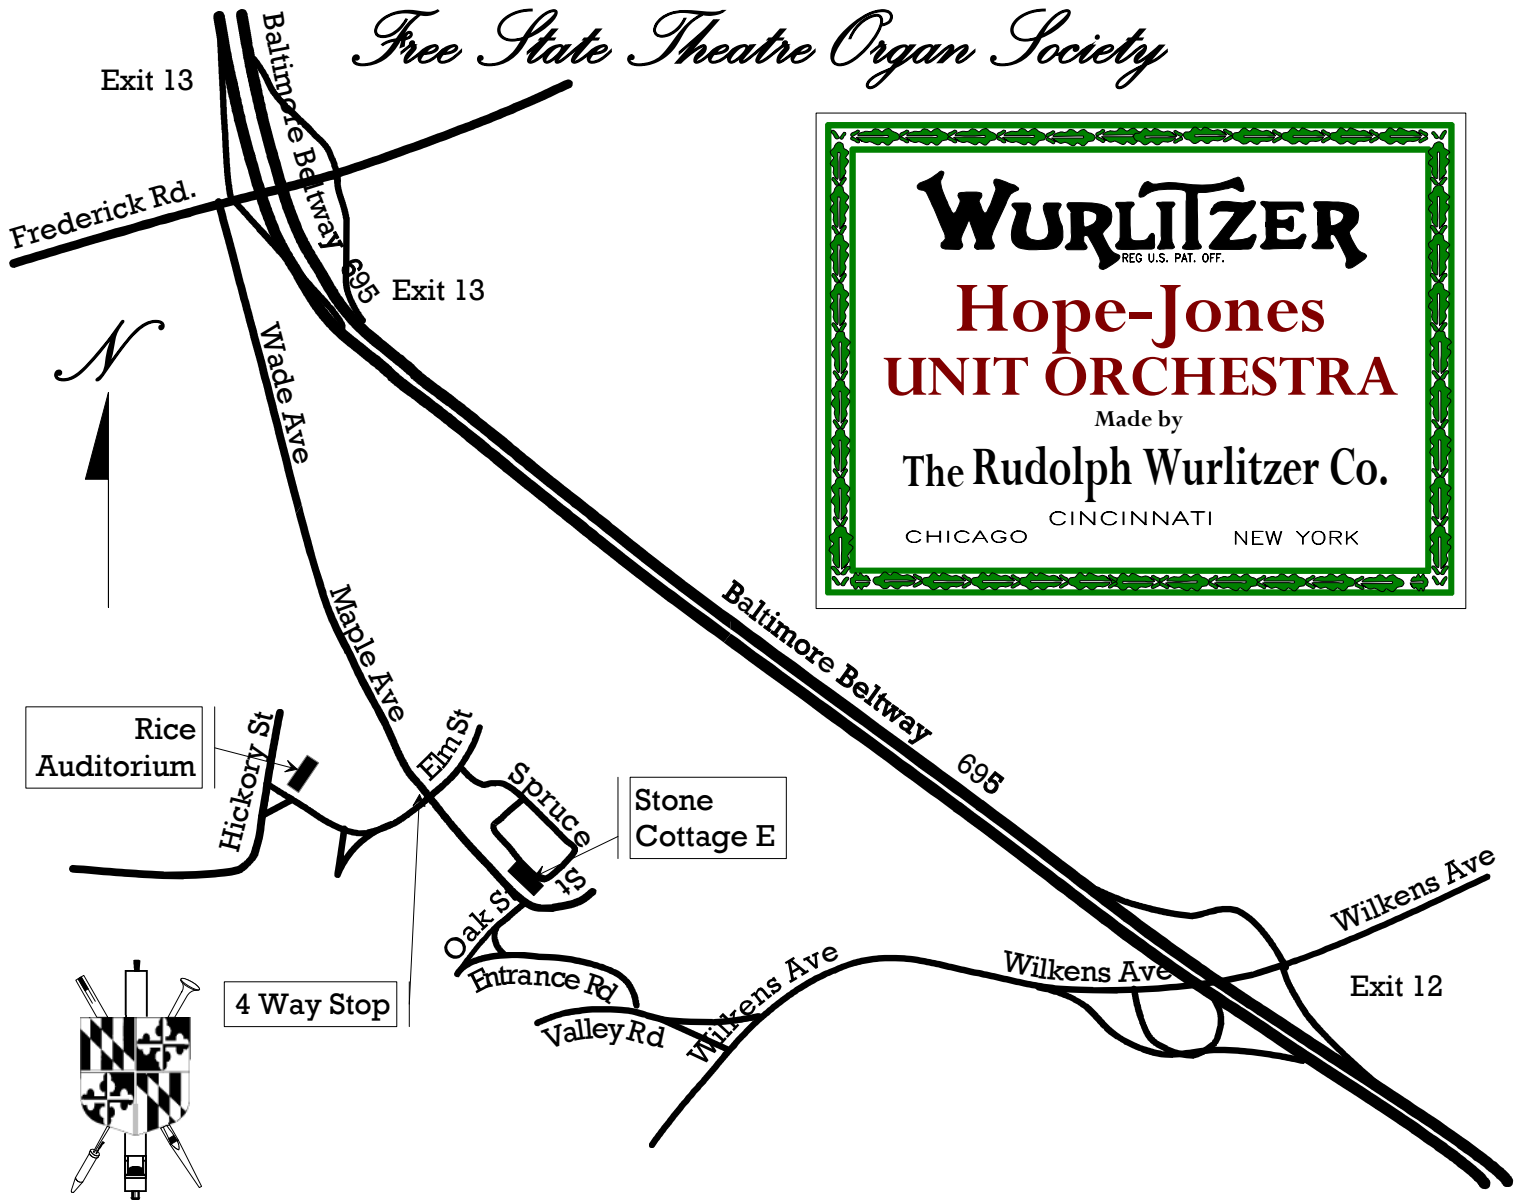 Free State Theatre Organ Society
Exit 13
Baltimore Beltway 695
Frederick Rd.
Exit 13
WURLITZER
REG U.S. PAT. OFF.
Hope-Jones
UNIT ORCHESTRA
Made by
The Rudolph Wurlitzer Co.
CINCINNATI
CHICAGO
NEW YORK
N
Wade Ave
Maple Ave
Baltimore Beltway 695
Rice
Auditorium
Hickory St
Elm St
Spruce St
Stone
Cottage E
Oak St
Entrance Rd
4 Way Stop
Valley Rd
Wilkens Ave
Wilkens Ave
Wilkens Ave
Exit 12